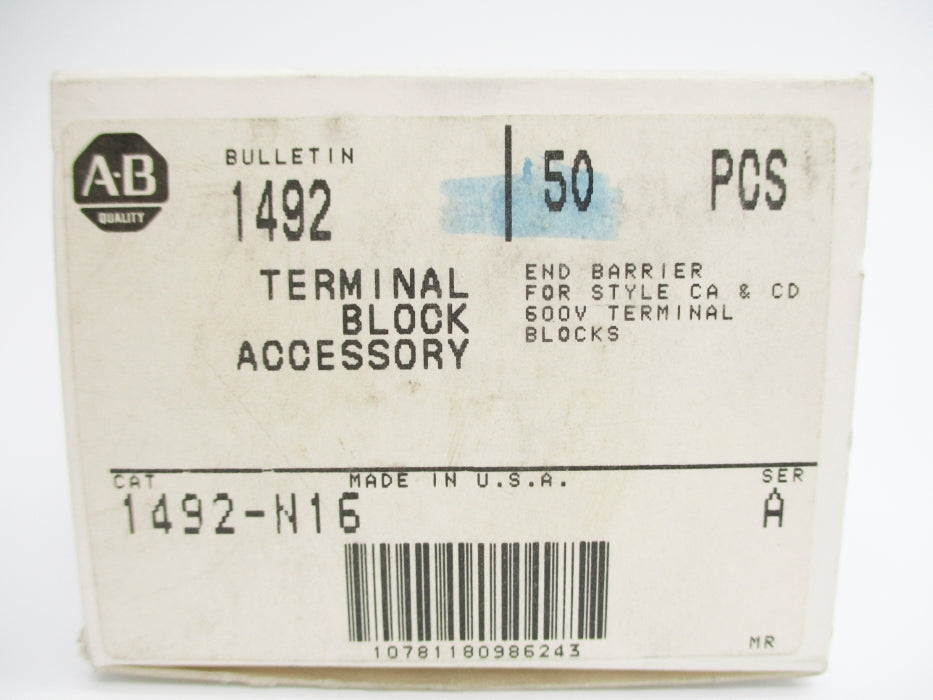 A-B
QUALITY
BULLETIN
1492
50 PCS
TERMINAL
BLOCK
ACCESSORY
END BARRIER
FOR STYLE CA & CD
600V TERMINAL
BLOCKS
CAT MADE IN U.S.A. SER
1492-N16 A
10781180986243
MR